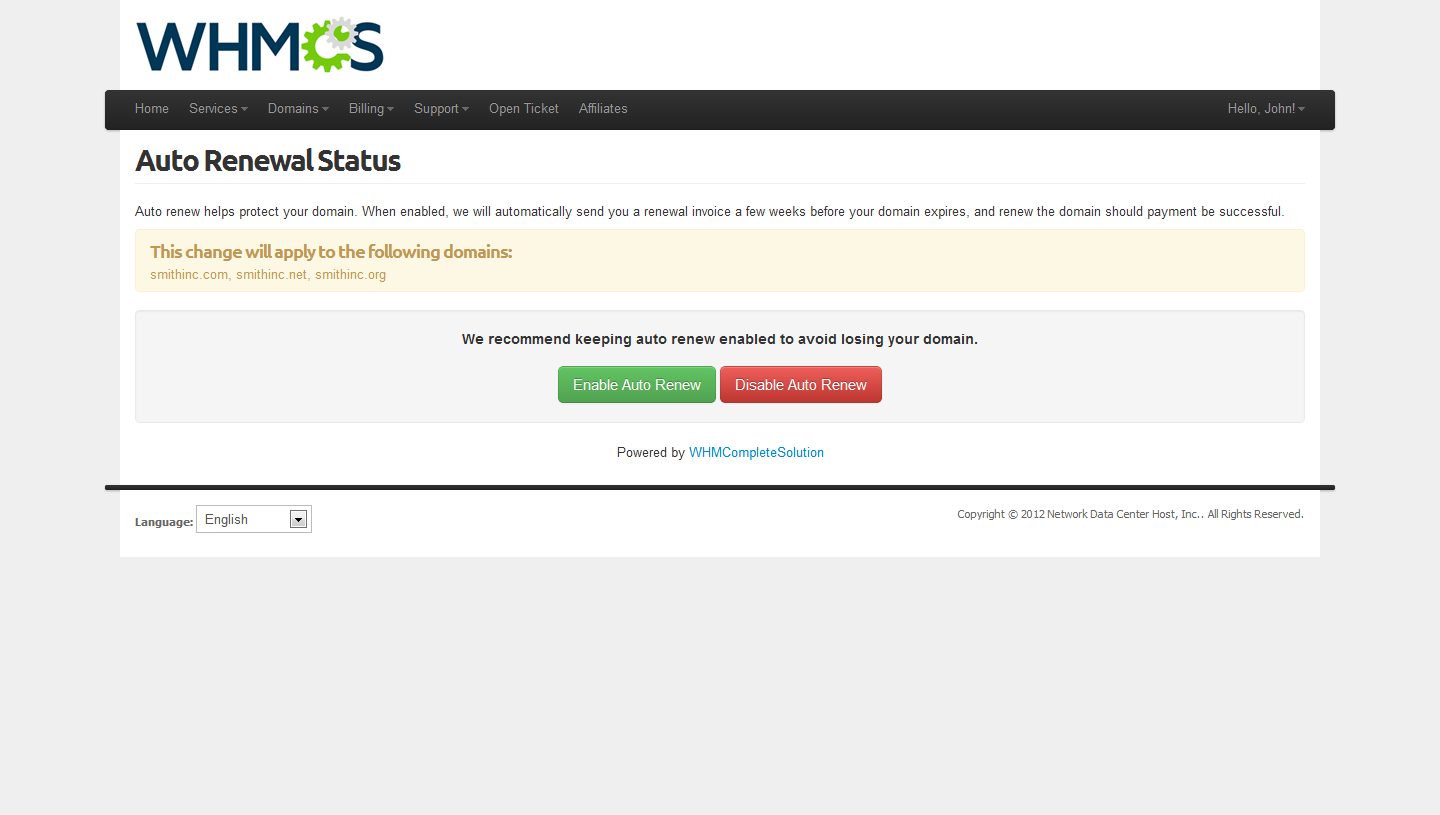 WHMCS
Home Services Domains Billing Support Open Ticket Affiliates Hello, John!
Auto Renewal Status
Auto renew helps protect your domain. When enabled, we will automatically send you a renewal invoice a few weeks before your domain expires, and renew the domain should payment be successful.
This change will apply to the following domains:
smithinc.com, smithinc.net, smithinc.org
We recommend keeping auto renew enabled to avoid losing your domain.
Enable Auto Renew Disable Auto Renew
Powered by WHMCompleteSolution
Language: English
Copyright © 2012 Network Data Center Host, Inc.. All Rights Reserved.